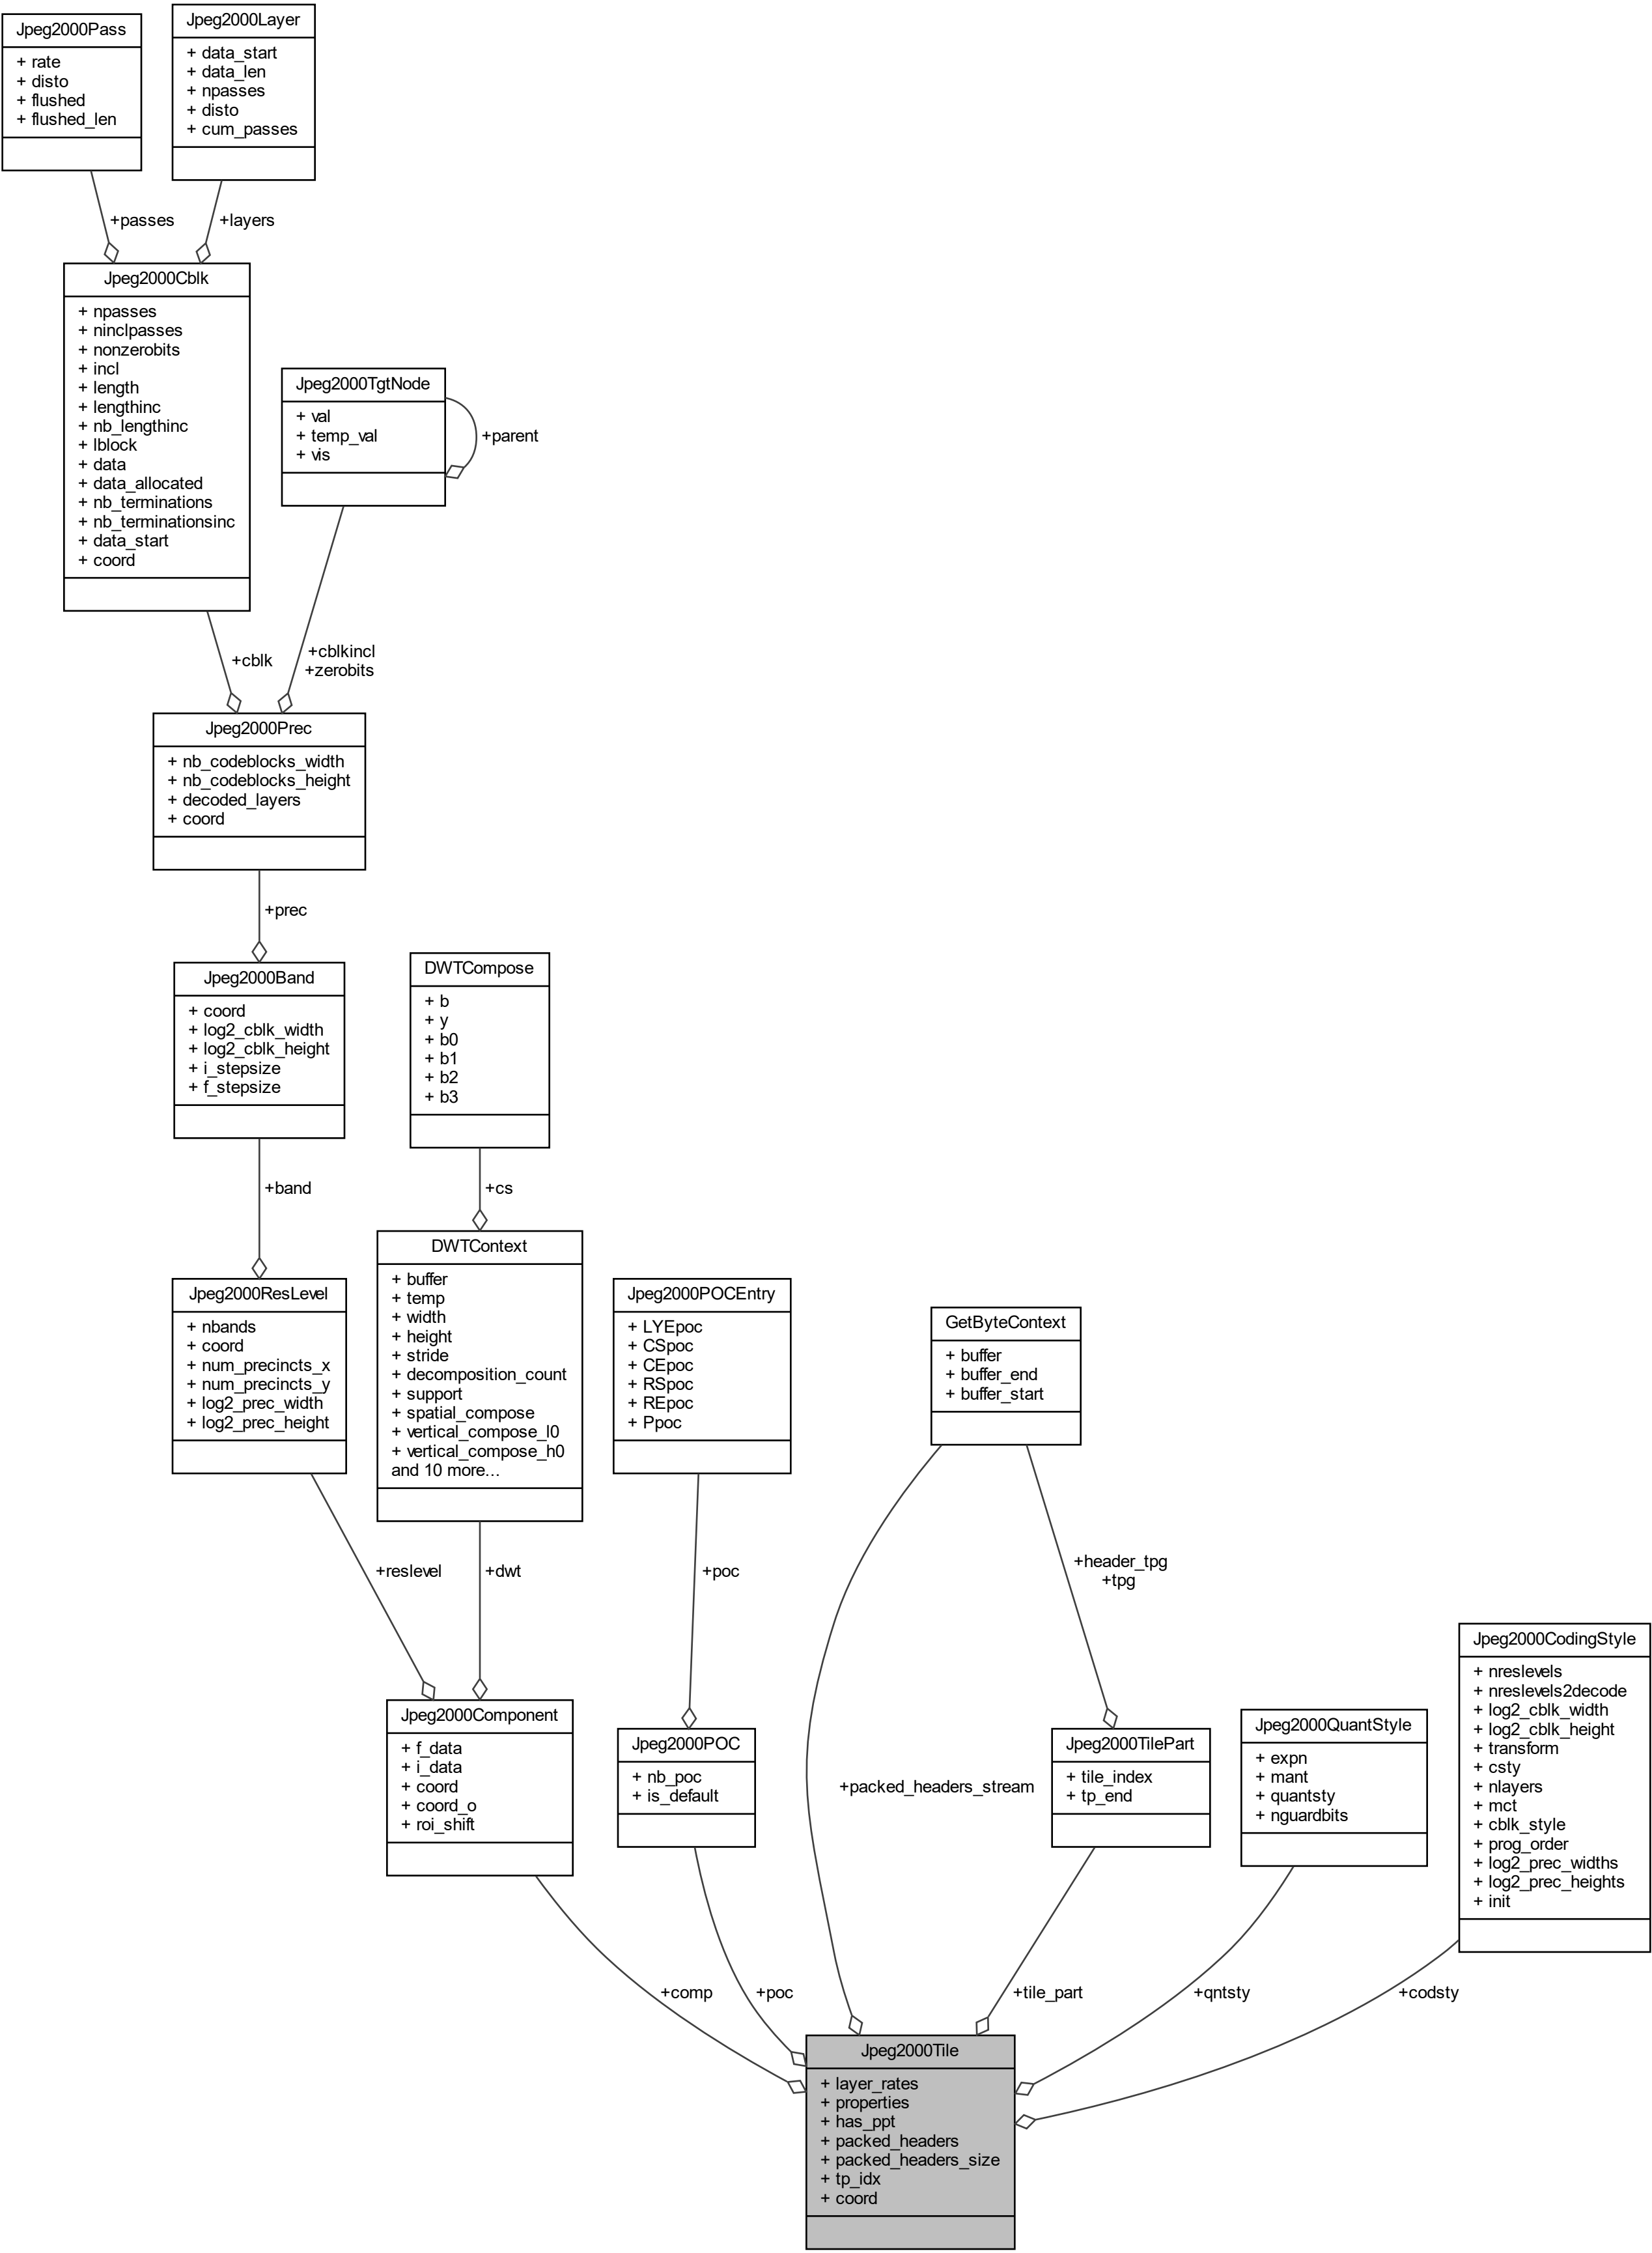 Jpeg2000Pass
+ rate
+ disto
+ flushed
+ flushed_len
Jpeg2000Layer
+ data_start
+ data_len
+ npasses
+ disto
+ cum_passes
+passes
+layers
Jpeg2000Cblk
+ npasses
+ ninclpasses
+ nonzerobits
+ incl
+ length
+ lengthinc
+ nb_lengthinc
+ lblock
+ data
+ data_allocated
+ nb_terminations
+ nb_terminationsinc
+ data_start
+ coord
Jpeg2000TgtNode
+ val
+ temp_val
+ vis
+parent
+cblk
+cblkincl
+zerobits
Jpeg2000Prec
+ nb_codeblocks_width
+ nb_codeblocks_height
+ decoded_layers
+ coord
+prec
Jpeg2000Band
+ coord
+ log2_cblk_width
+ log2_cblk_height
+ i_stepsize
+ f_stepsize
DWTCompose
+ b
+ y
+ b0
+ b1
+ b2
+ b3
+band
+cs
Jpeg2000ResLevel
+ nbands
+ coord
+ num_precincts_x
+ num_precincts_y
+ log2_prec_width
+ log2_prec_height
DWTContext
+ buffer
+ temp
+ width
+ height
+ stride
+ decomposition_count
+ support
+ spatial_compose
+ vertical_compose_l0
+ vertical_compose_h0
and 10 more...
Jpeg2000POCEntry
+ LYEpoc
+ CSpoc
+ CEpoc
+ RSpoc
+ REpoc
+ Ppoc
GetByteContext
+ buffer
+ buffer_end
+ buffer_start
+reslevel
+dwt
+poc
+header_tpg
+tpg
Jpeg2000Component
+ f_data
+ i_data
+ coord
+ coord_o
+ roi_shift
Jpeg2000POC
+ nb_poc
+ is_default
+packed_headers_stream
Jpeg2000TilePart
+ tile_index
+ tp_end
Jpeg2000QuantStyle
+ expn
+ mant
+ quantsty
+ nguardbits
Jpeg2000CodingStyle
+ nreslevels
+ nreslevels2decode
+ log2_cblk_width
+ log2_cblk_height
+ transform
+ csty
+ nlayers
+ mct
+ cblk_style
+ prog_order
+ log2_prec_widths
+ log2_prec_heights
+ init
+comp
+poc
+tile_part
+qntsty
+codsty
Jpeg2000Tile
+ layer_rates
+ properties
+ has_ppt
+ packed_headers
+ packed_headers_size
+ tp_idx
+ coord